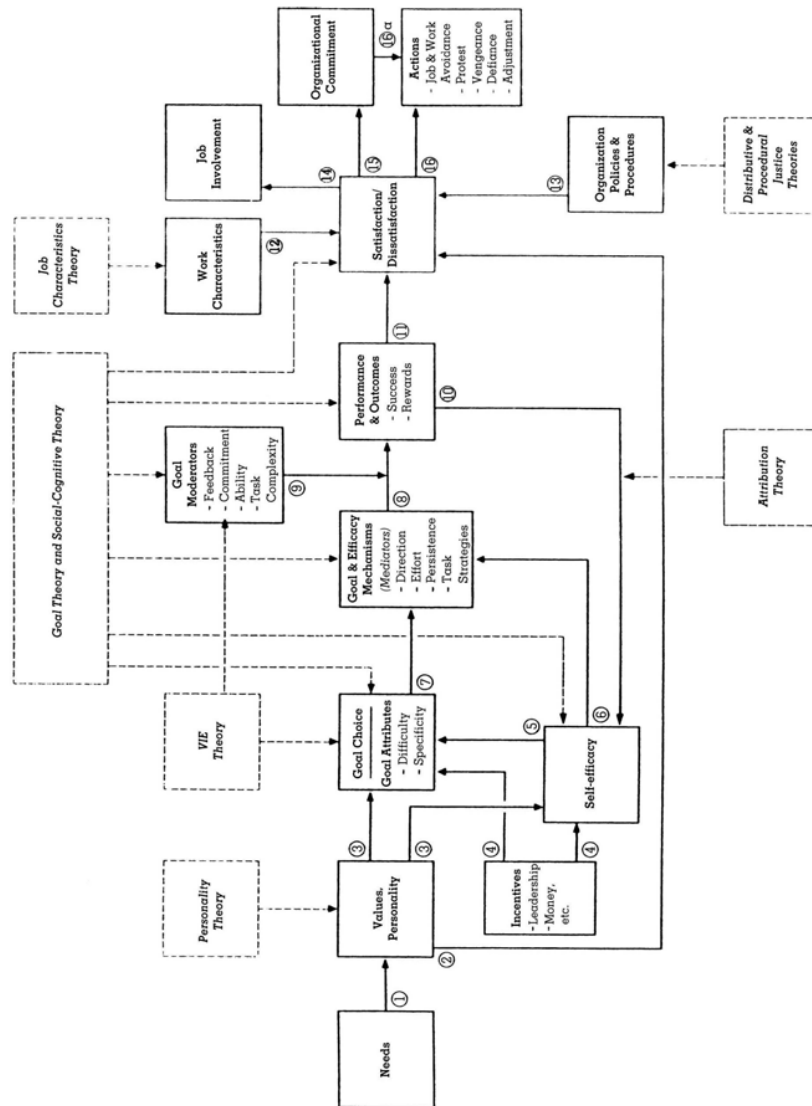 Goal Theory and Social-Cognitive Theory
Job
Characteristics
Theory
VIE
Theory
Personality
Theory
Goal
Moderators
- Feedback
- Commitment
- Ability
- Task
Complexity
⑨
Work
Characteristics
⑫
Job
Involvement
⑭
Organizational
Commitment
⑯a
Needs
①
Values,
Personality
②
③
③
Goal Choice
Goal Attributes
- Difficulty
- Specificity
⑦
Goal & Efficacy
Mechanisms
(Mediators)
- Direction
- Effort
- Persistence
- Task
Strategies
⑧
Performance
& Outcomes
- Success
- Rewards
⑩
⑪
Satisfaction/
Dissatisfaction
⑮
⑯
Actions
- Job & Work
Avoidance
- Protest
- Vengeance
- Defiance
- Adjustment
Incentives
- Leadership
- Money,
etc.
④
④
Self-efficacy
⑤
⑥
Organization
Policies &
Procedures
⑬
Attribution
Theory
Distributive &
Procedural
Justice
Theories